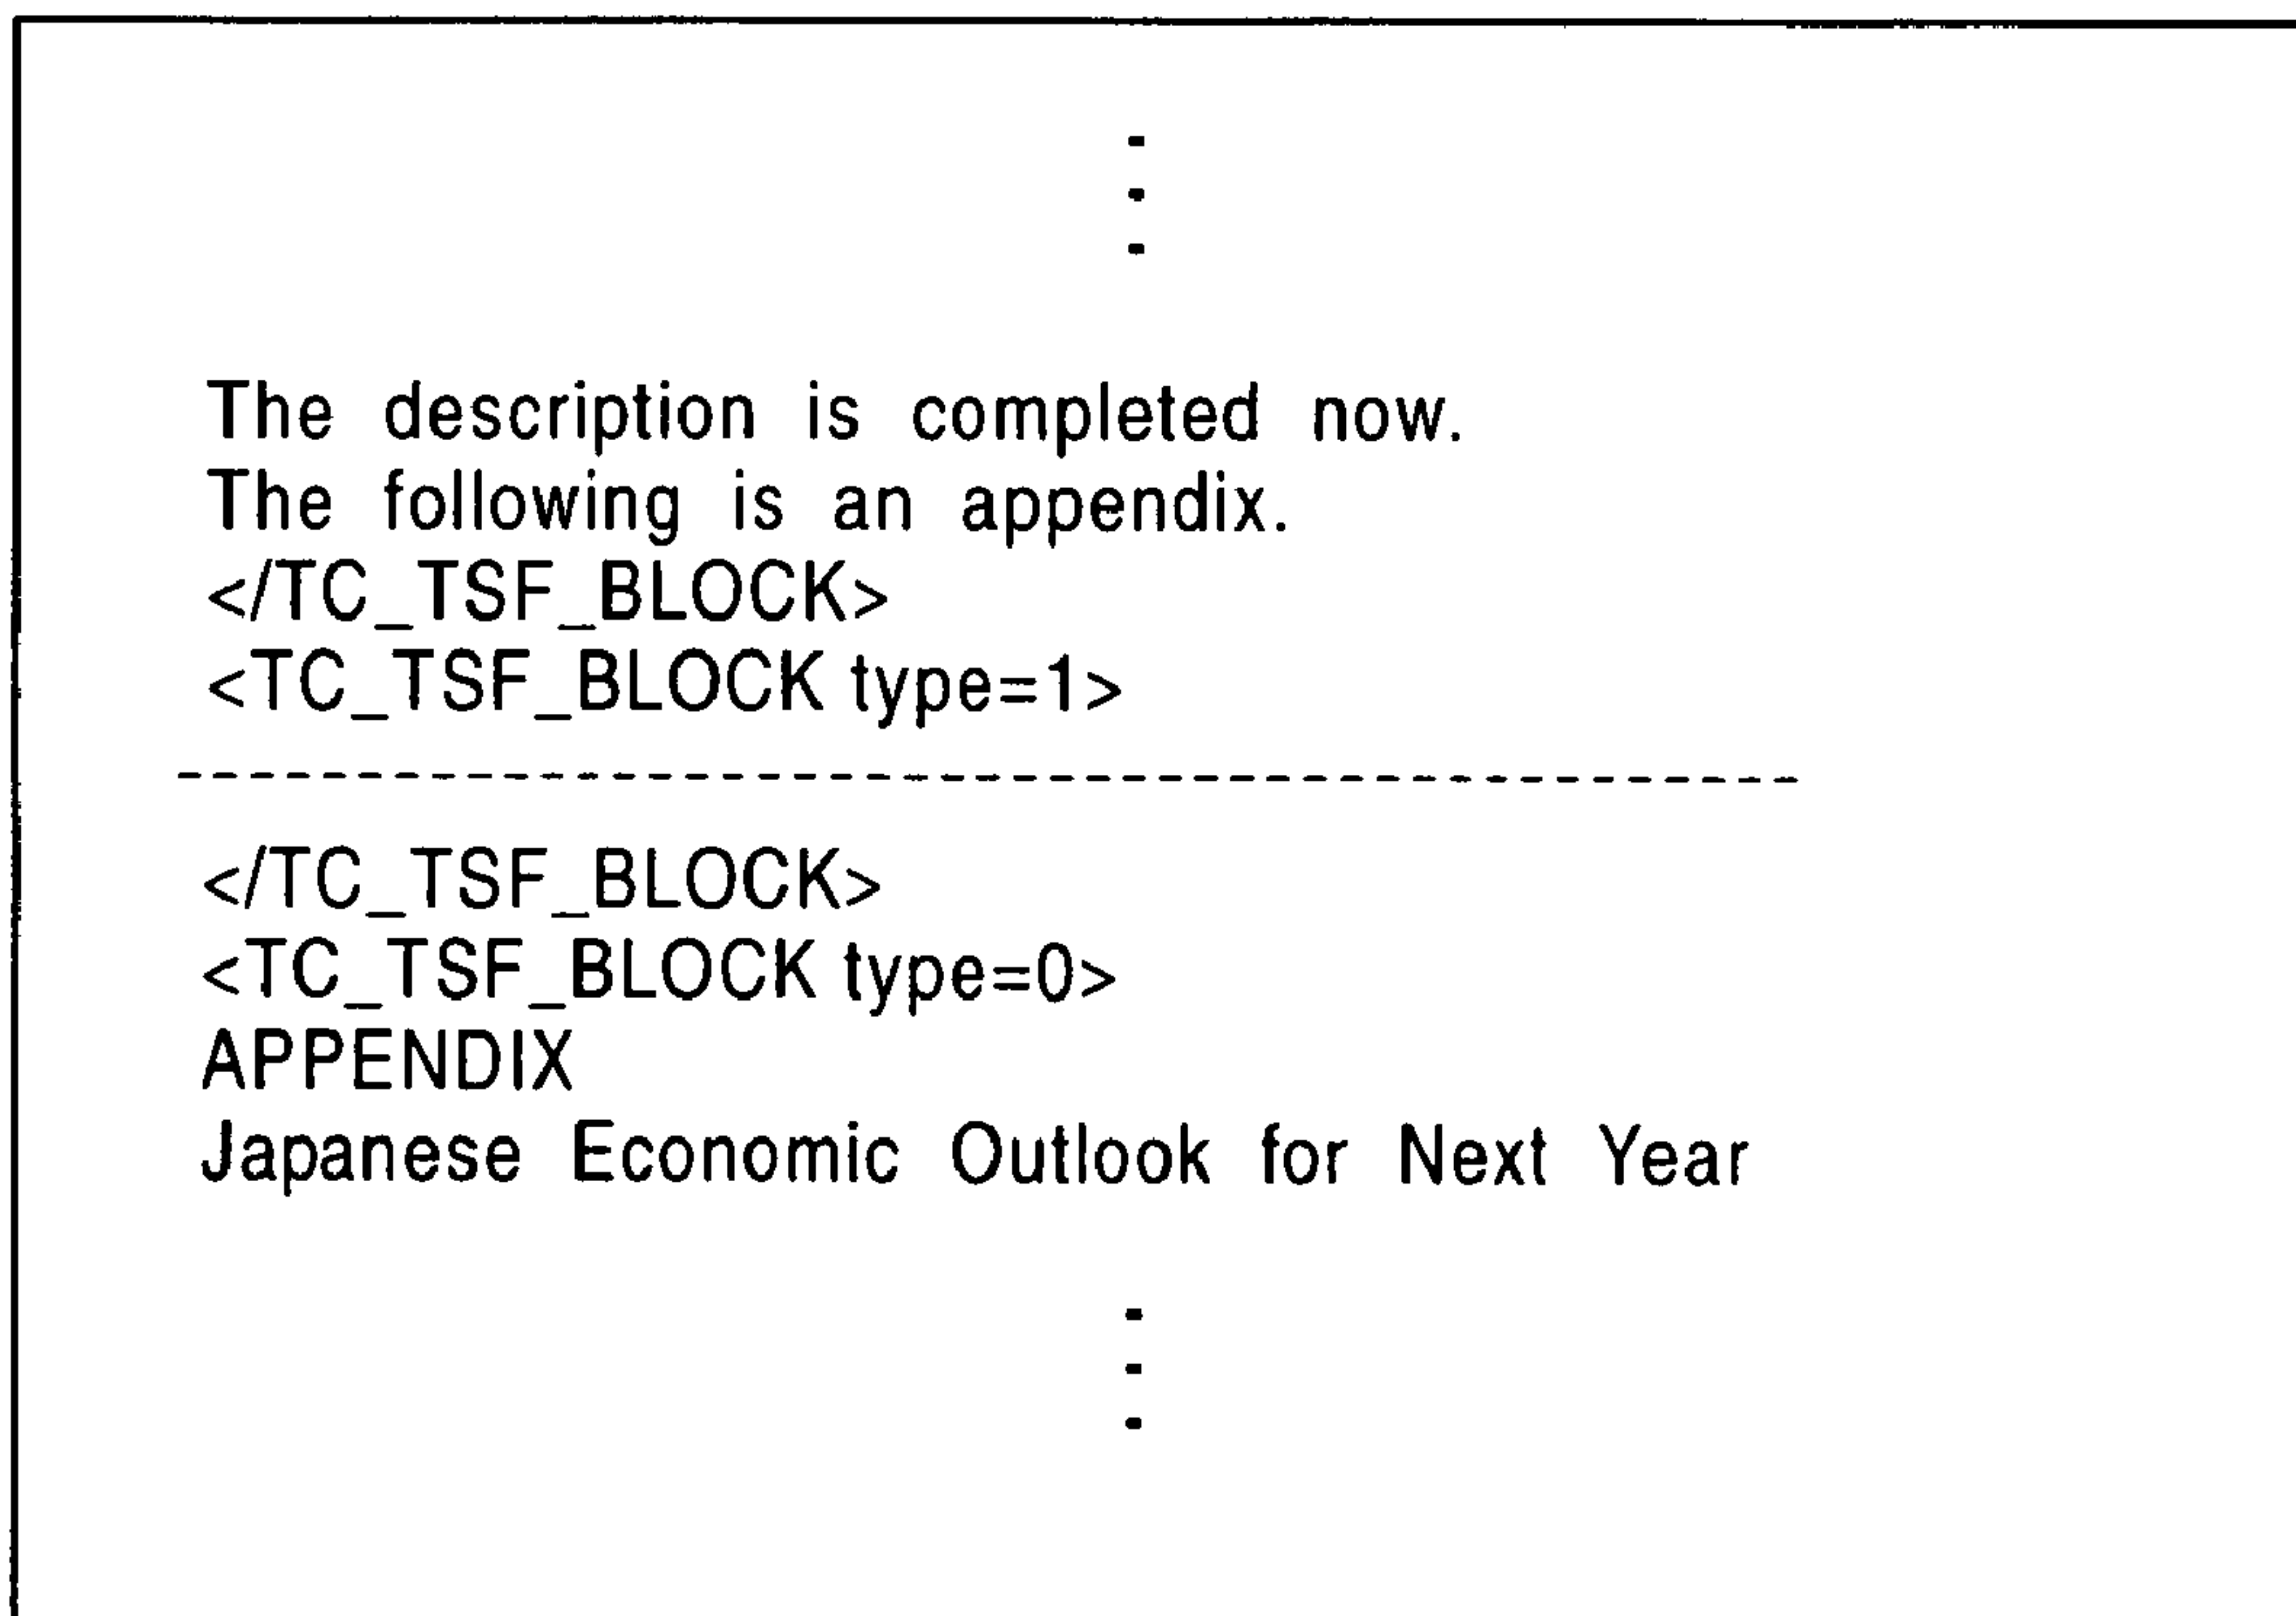 The description is completed now.
The following is an appendix.
</TC_TSF_BLOCK>
<TC_TSF_BLOCK type=1>
---------------------------------------------
</TC_TSF_BLOCK>
<TC_TSF_BLOCK type=0>
APPENDIX
Japanese Economic Outlook for Next Year